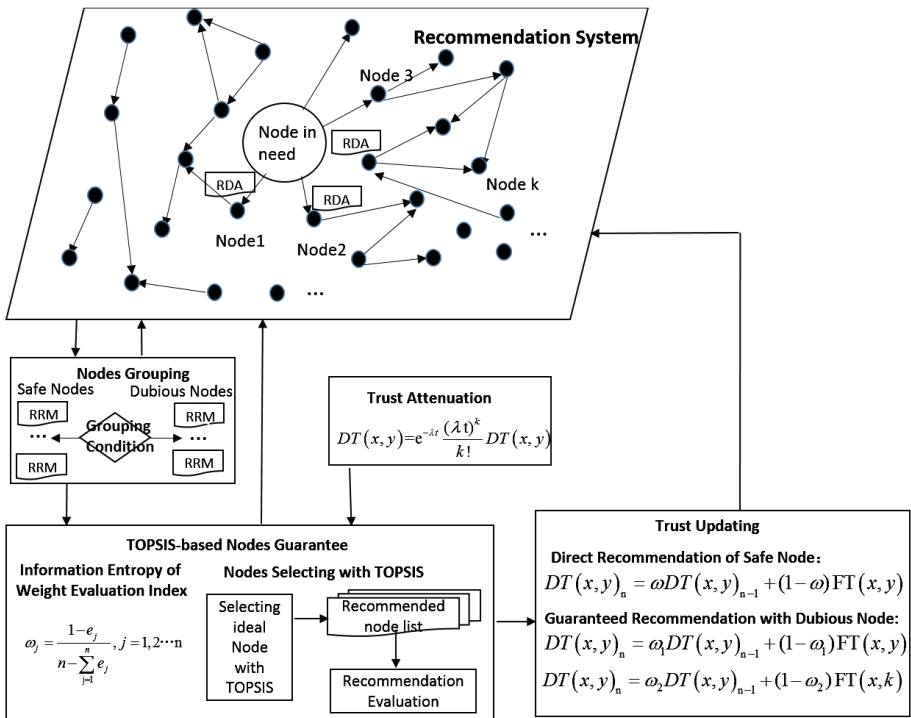 Recommendation System
Node 3
Node in
need
RDA
RDA
RDA
Node k
Node1
Node2
...
...
Nodes Grouping
Safe Nodes
Dubious Nodes
RRM
RRM
Grouping
Condition
...
...
RRM
RRM
Trust Attenuation
DT(x,y)=e^{-λt} (λt)^k / k! DT(x,y)
TOPSIS-based Nodes Guarantee
Information Entropy of
Weight Evaluation Index
ω_j = (1-e_j) / (n-∑_{j=1}^{n} e_j), j=1,2···n
Nodes Selecting with TOPSIS
Selecting
ideal
Node
with
TOPSIS
Recommended
node list
Recommendation
Evaluation
Trust Updating
Direct Recommendation of Safe Node：
DT(x,y)_n = ωDT(x,y)_{n-1} + (1-ω)FT(x,y)
Guaranteed Recommendation with Dubious Node:
DT(x,y)_n = ω_1DT(x,y)_{n-1} + (1-ω_1)FT(x,y)
DT(x,y)_n = ω_2DT(x,y)_{n-1} + (1-ω_2)FT(x,k)